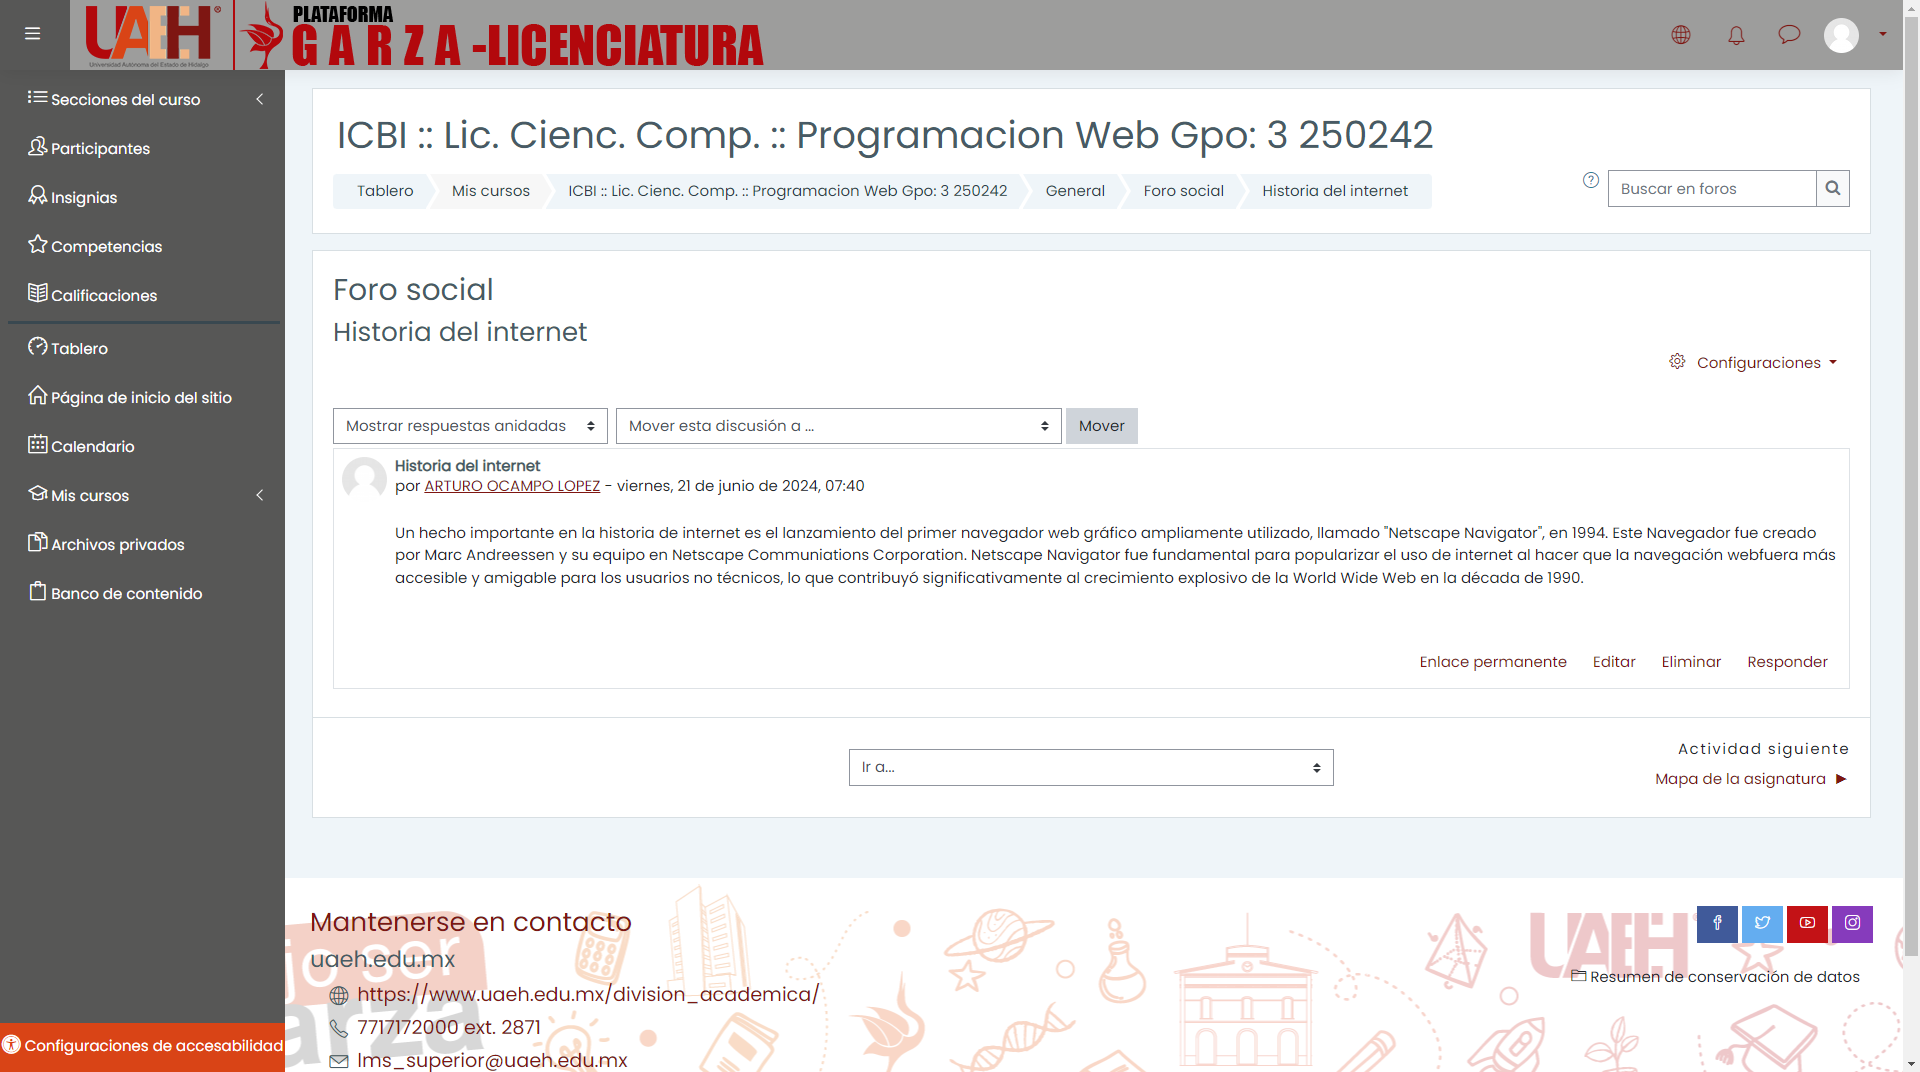 UAEH®
Universidad Autónoma del Estado de Hidalgo
PLATAFORMA
GARZA -LICENCIATURA
Secciones del curso
Participantes
Insignias
Competencias
Calificaciones
Tablero
Página de inicio del sitio
Calendario
Mis cursos
Archivos privados
Banco de contenido
Configuraciones de accesabilidad
ICBI :: Lic. Cienc. Comp. :: Programacion Web Gpo: 3 250242
Tablero Mis cursos ICBI :: Lic. Cienc. Comp. :: Programacion Web Gpo: 3 250242 General Foro social Historia del internet
Buscar en foros
Foro social
Historia del internet
Configuraciones
Mostrar respuestas anidadas Mover esta discusión a ... Mover
Historia del internet
por ARTURO OCAMPO LOPEZ - viernes, 21 de junio de 2024, 07:40
Un hecho importante en la historia de internet es el lanzamiento del primer navegador web gráfico ampliamente utilizado, llamado "Netscape Navigator", en 1994. Este Navegador fue creado
por Marc Andreessen y su equipo en Netscape Communiations Corporation. Netscape Navigator fue fundamental para popularizar el uso de internet al hacer que la navegación webfuera más
accesible y amigable para los usuarios no técnicos, lo que contribuyó significativamente al crecimiento explosivo de la World Wide Web en la década de 1990.
Enlace permanente Editar Eliminar Responder
Ir a...
Actividad siguiente
Mapa de la asignatura ►
Mantenerse en contacto
uaeh.edu.mx
https://www.uaeh.edu.mx/division_academica/
7717172000 ext. 2871
lms_superior@uaeh.edu.mx
UAEH
Resumen de conservación de datos